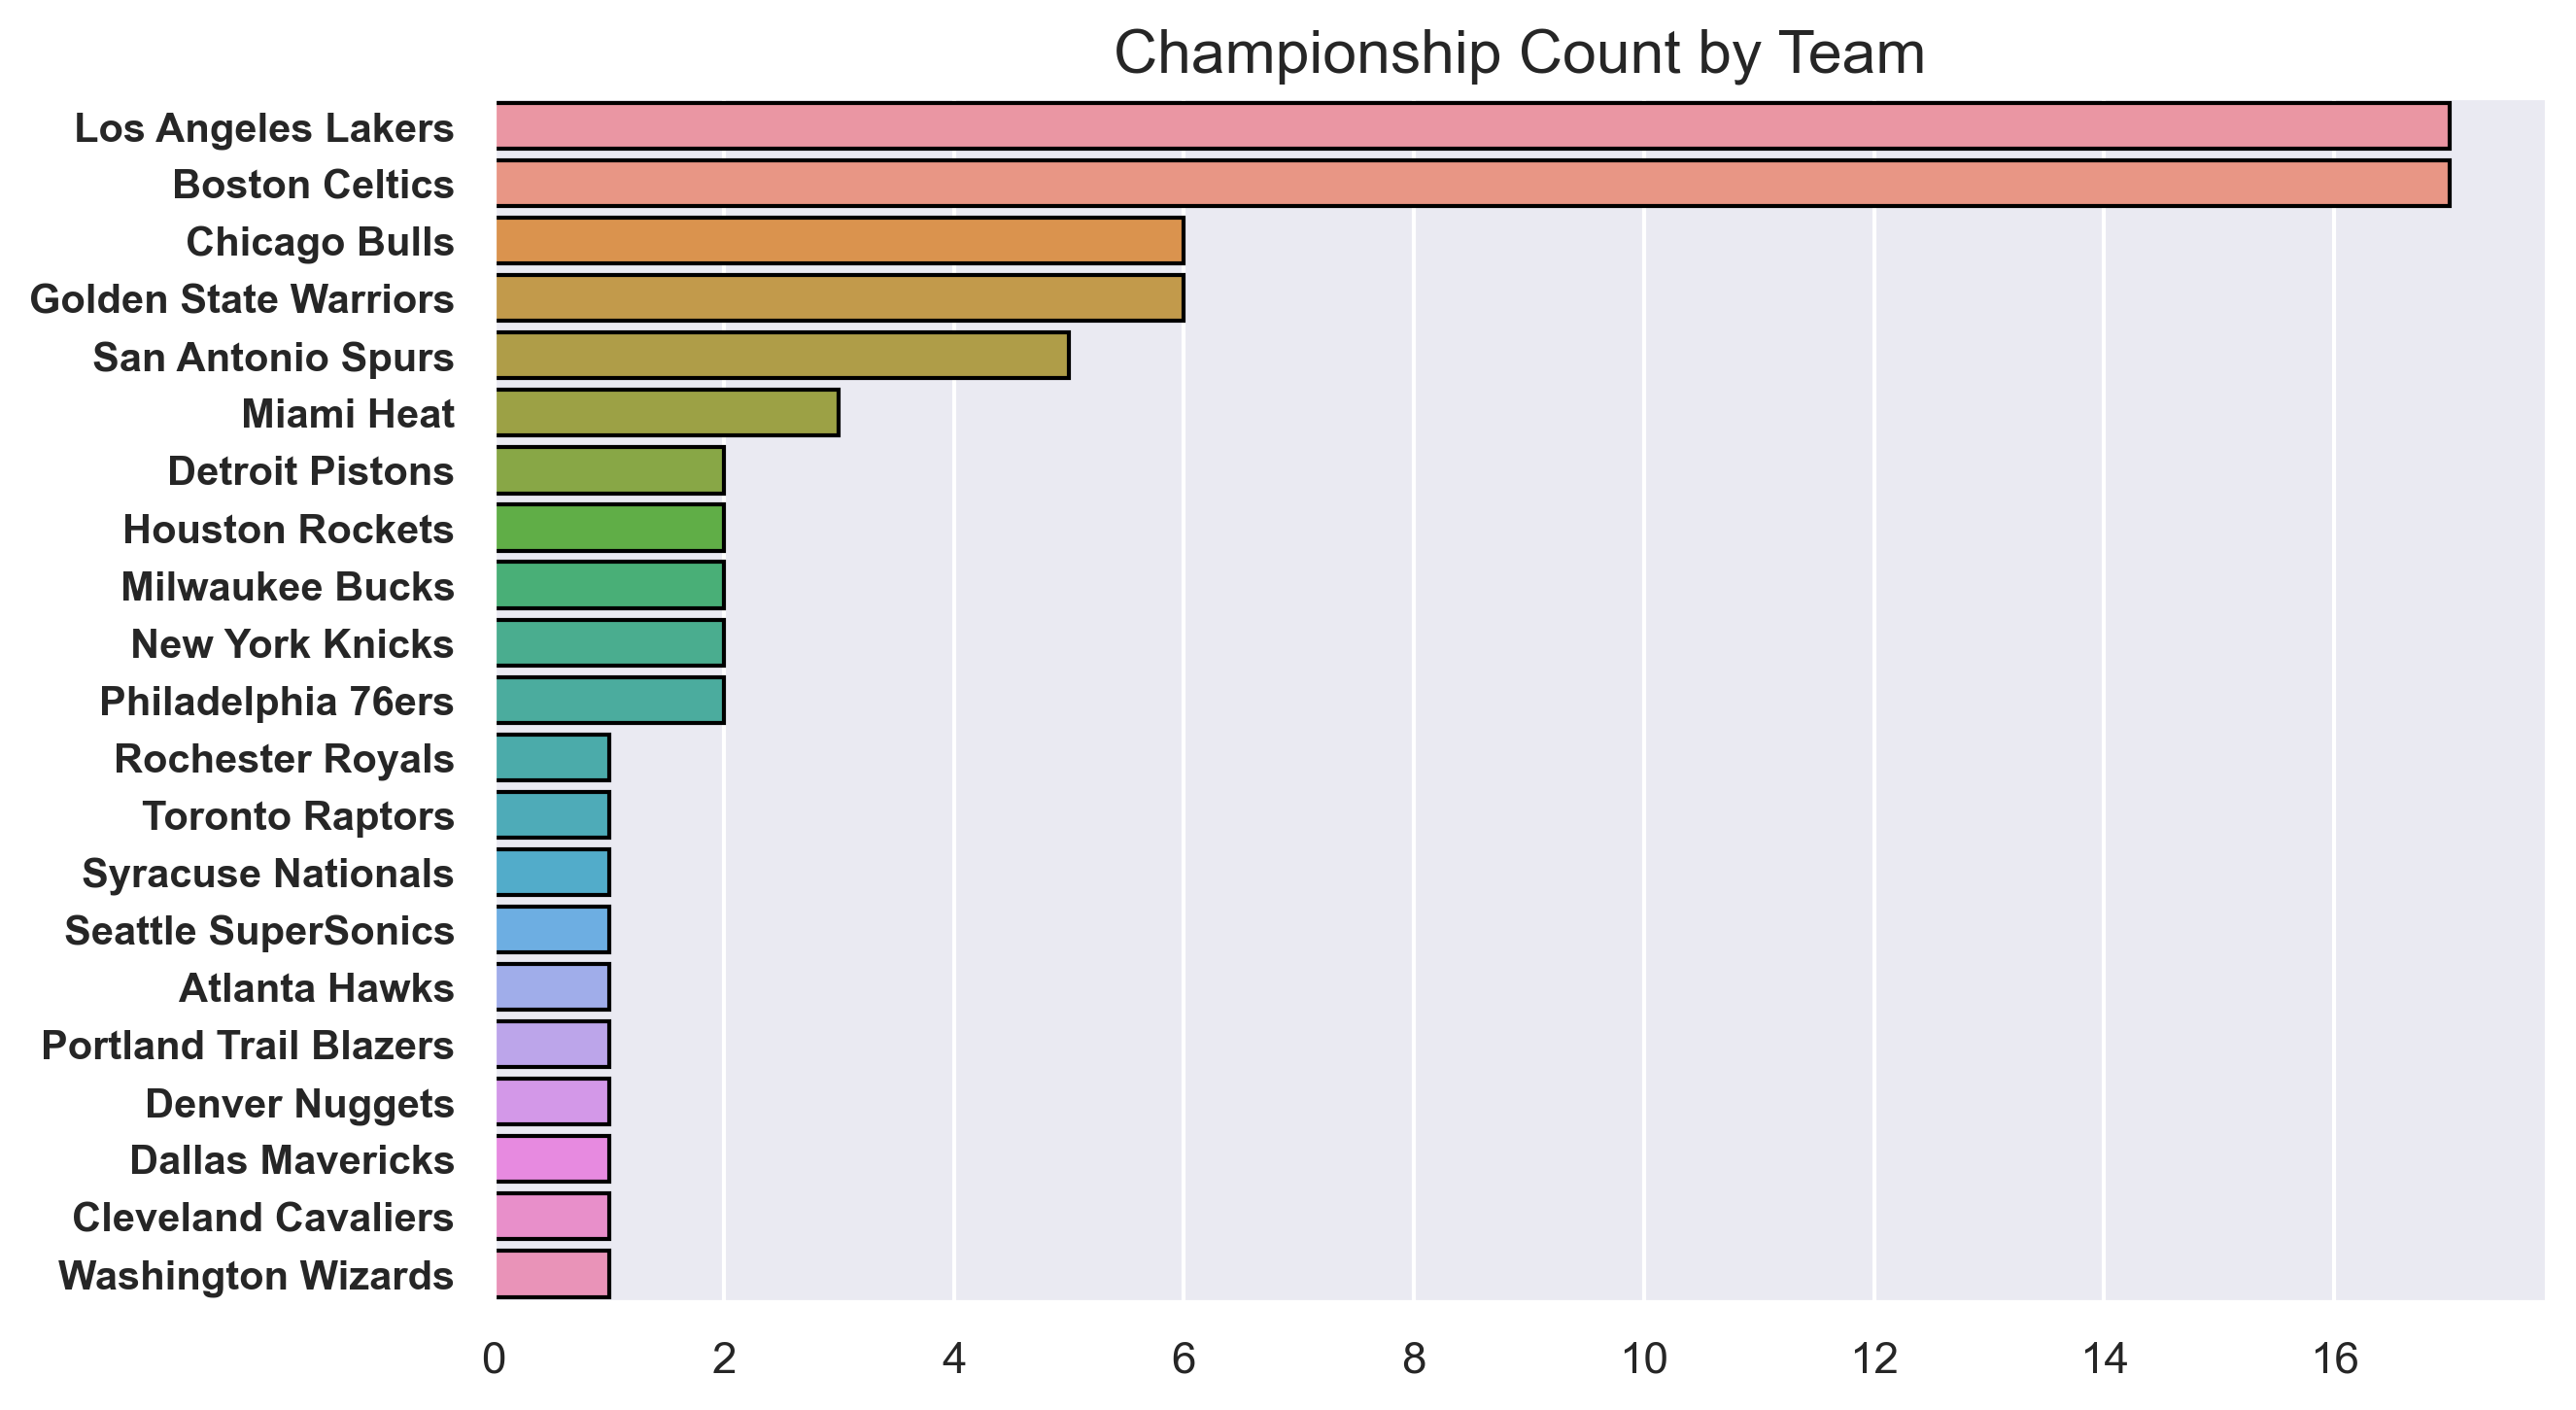 Championship Count by Team
Los Angeles Lakers
Boston Celtics
Chicago Bulls
Golden State Warriors
San Antonio Spurs
Miami Heat
Detroit Pistons
Houston Rockets
Milwaukee Bucks
New York Knicks
Philadelphia 76ers
Rochester Royals
Toronto Raptors
Syracuse Nationals
Seattle SuperSonics
Atlanta Hawks
Portland Trail Blazers
Denver Nuggets
Dallas Mavericks
Cleveland Cavaliers
Washington Wizards
0 2 4 6 8 10 12 14 16